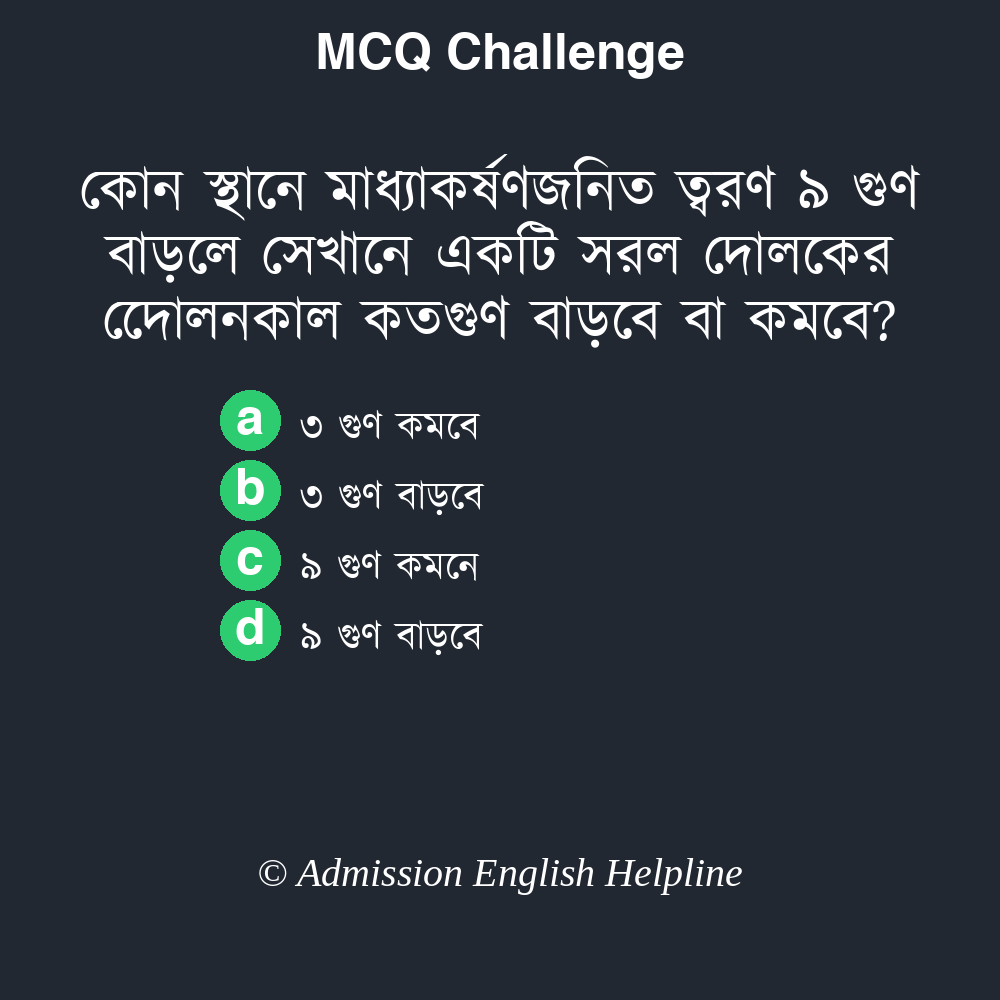 MCQ Challenge
কোন স্থানে মাধ্যাকর্ষণজনিত ত্বরণ ৯ গুণ
বাড়লে সেখানে একটি সরল দোলকের
দোেলনকাল কতগুণ বাড়বে বা কমবে?
a ৩ গুণ কমবে
b ৩ গুণ বাড়বে
c ৯ গুণ কমনে
d ৯ গুণ বাড়বে
© Admission English Helpline